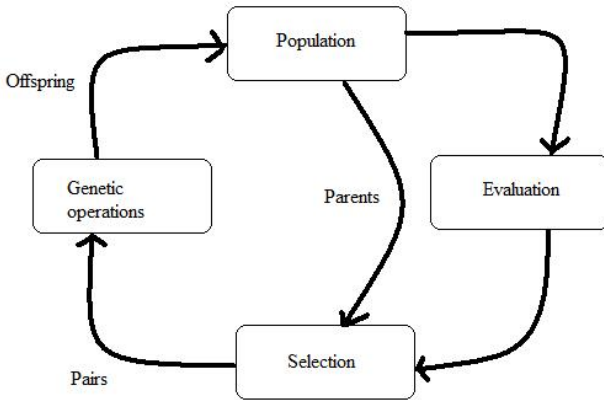 Population
Offspring
Genetic
operations
Parents
Evaluation
Selection
Pairs